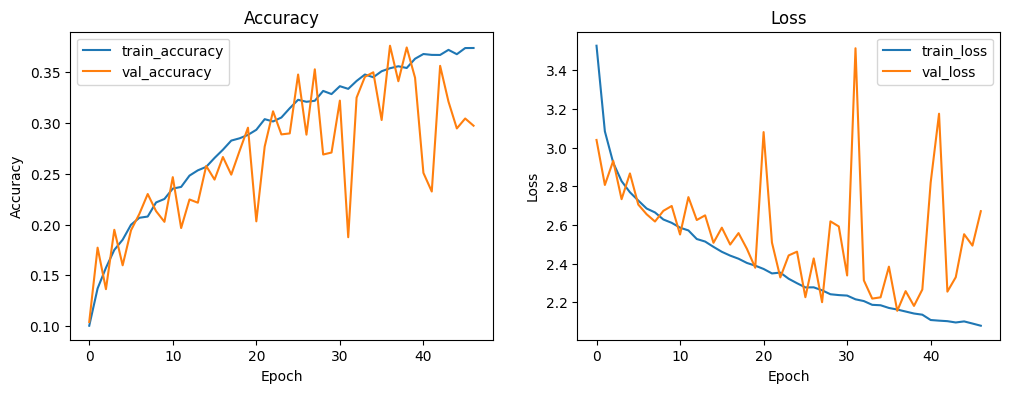 Accuracy
train_accuracy
val_accuracy
0.35
0.30
0.25
0.20
0.15
0.10
Accuracy
0
10
20
30
40
Epoch
Loss
train_loss
val_loss
3.4
3.2
3.0
2.8
2.6
2.4
2.2
Loss
0
10
20
30
40
Epoch